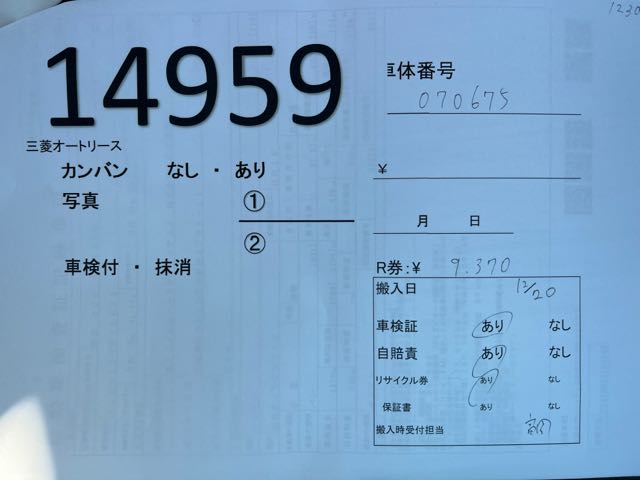 1230
14959
車体番号
070675
三菱オートリース
カンバン なし ・ あり
¥
写真 ①
月 日
②
車検付 ・ 抹消
R券:¥ 9.370
搬入日 12/20
車検証 あり なし
自賠責 あり なし
リサイクル券 あり なし
保証書 あり なし
搬入時受付担当